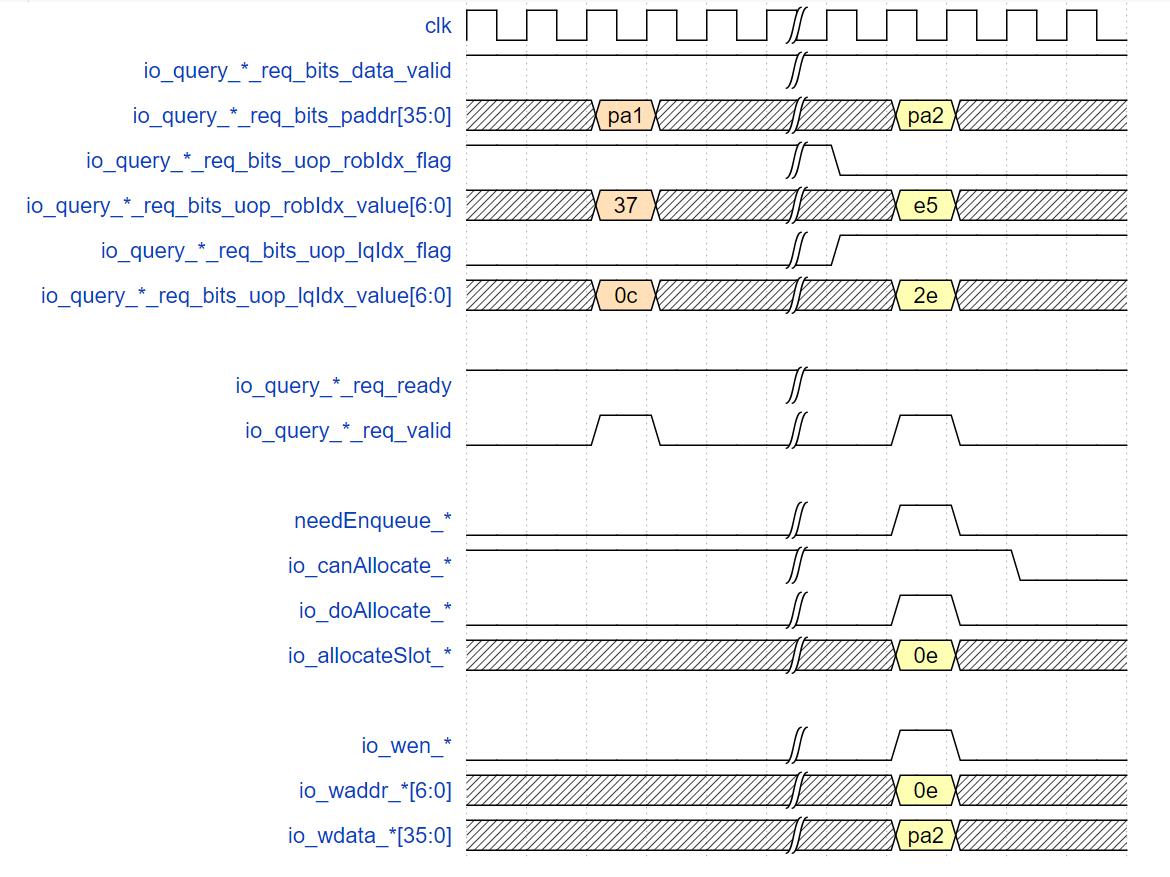 clk
io_query_*_req_bits_data_valid
io_query_*_req_bits_paddr[35:0] pa1 pa2
io_query_*_req_bits_uop_robIdx_flag
io_query_*_req_bits_uop_robIdx_value[6:0] 37 e5
io_query_*_req_bits_uop_lqIdx_flag
io_query_*_req_bits_uop_lqIdx_value[6:0] 0c 2e
io_query_*_req_ready
io_query_*_req_valid
needEnqueue_*
io_canAllocate_*
io_doAllocate_*
io_allocateSlot_* 0e
io_wen_*
io_waddr_*[6:0] 0e
io_wdata_*[35:0] pa2